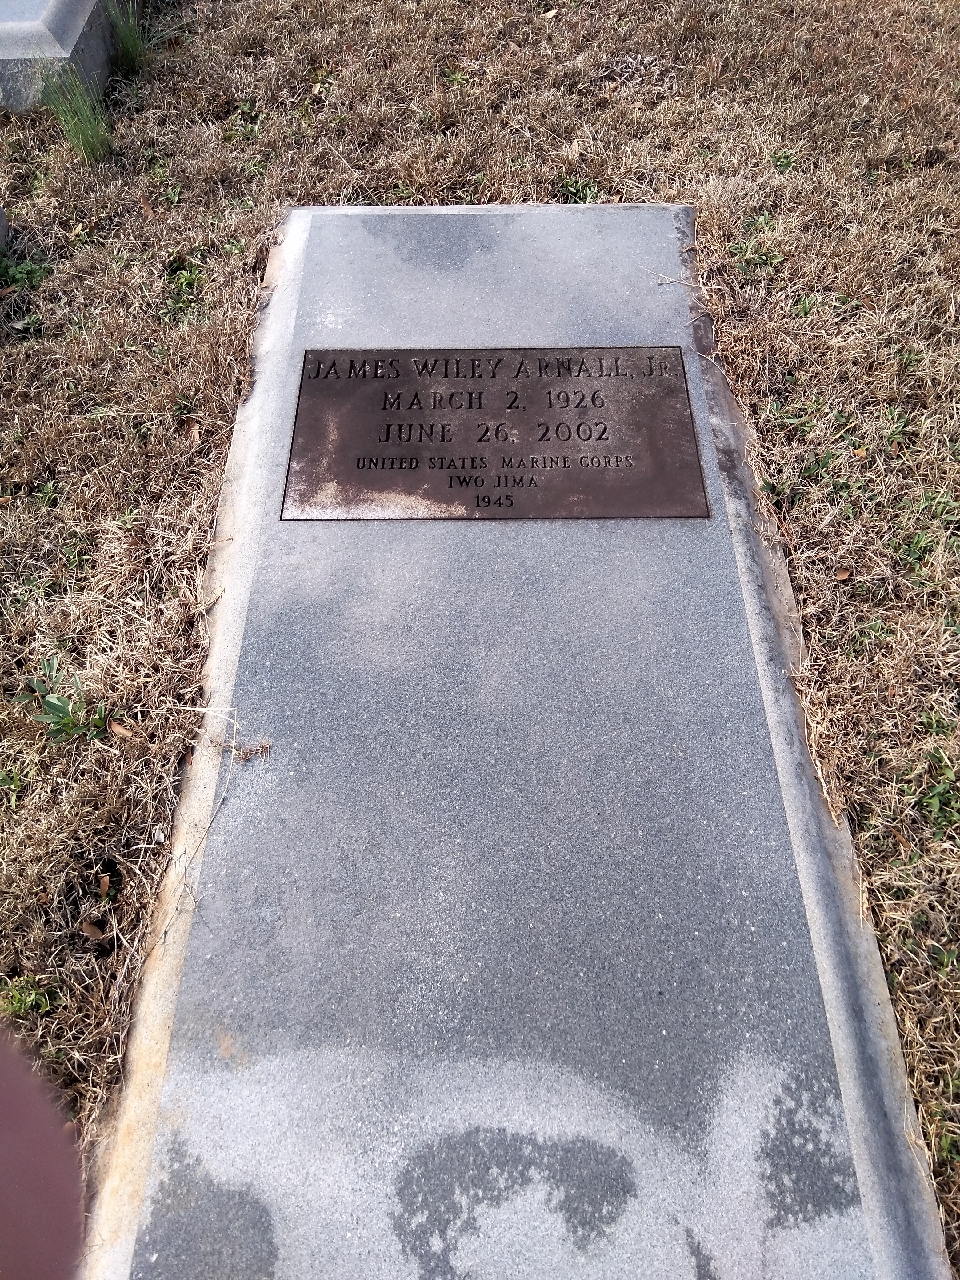 JAMES WILEY ARNALL, JR.
MARCH 2, 1926
JUNE 26, 2002
UNITED STATES MARINE CORPS
IWO JIMA
1945